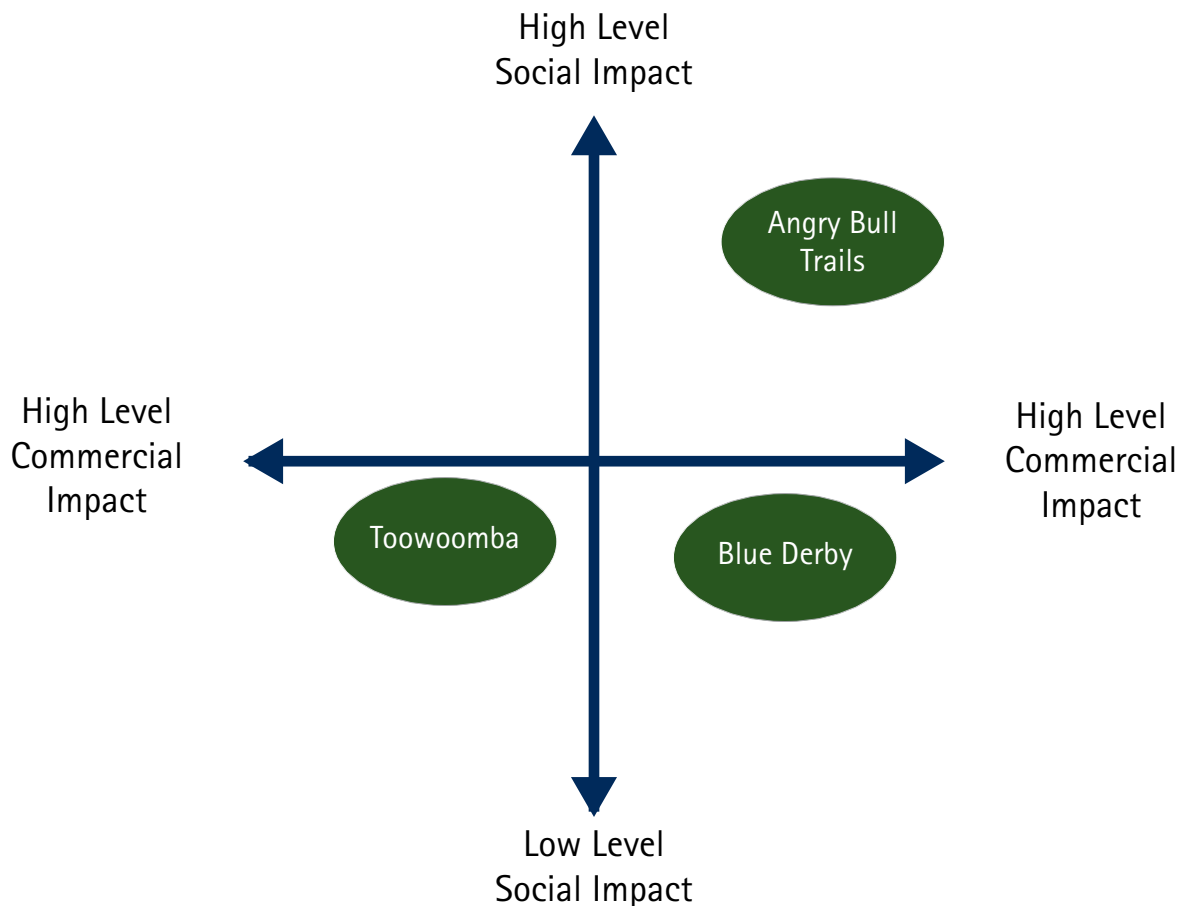 High Level
Social Impact
Angry Bull
Trails
High Level
Commercial
Impact
High Level
Commercial
Impact
Toowoomba
Blue Derby
Low Level
Social Impact